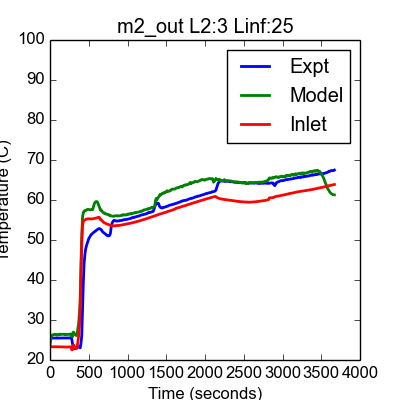 m2_out L2:3 Linf:25
100
90
80
70
60
50
40
30
20
Temperature (C)
Expt
Model
Inlet
0 500 1000 1500 2000 2500 3000 3500 4000
Time (seconds)